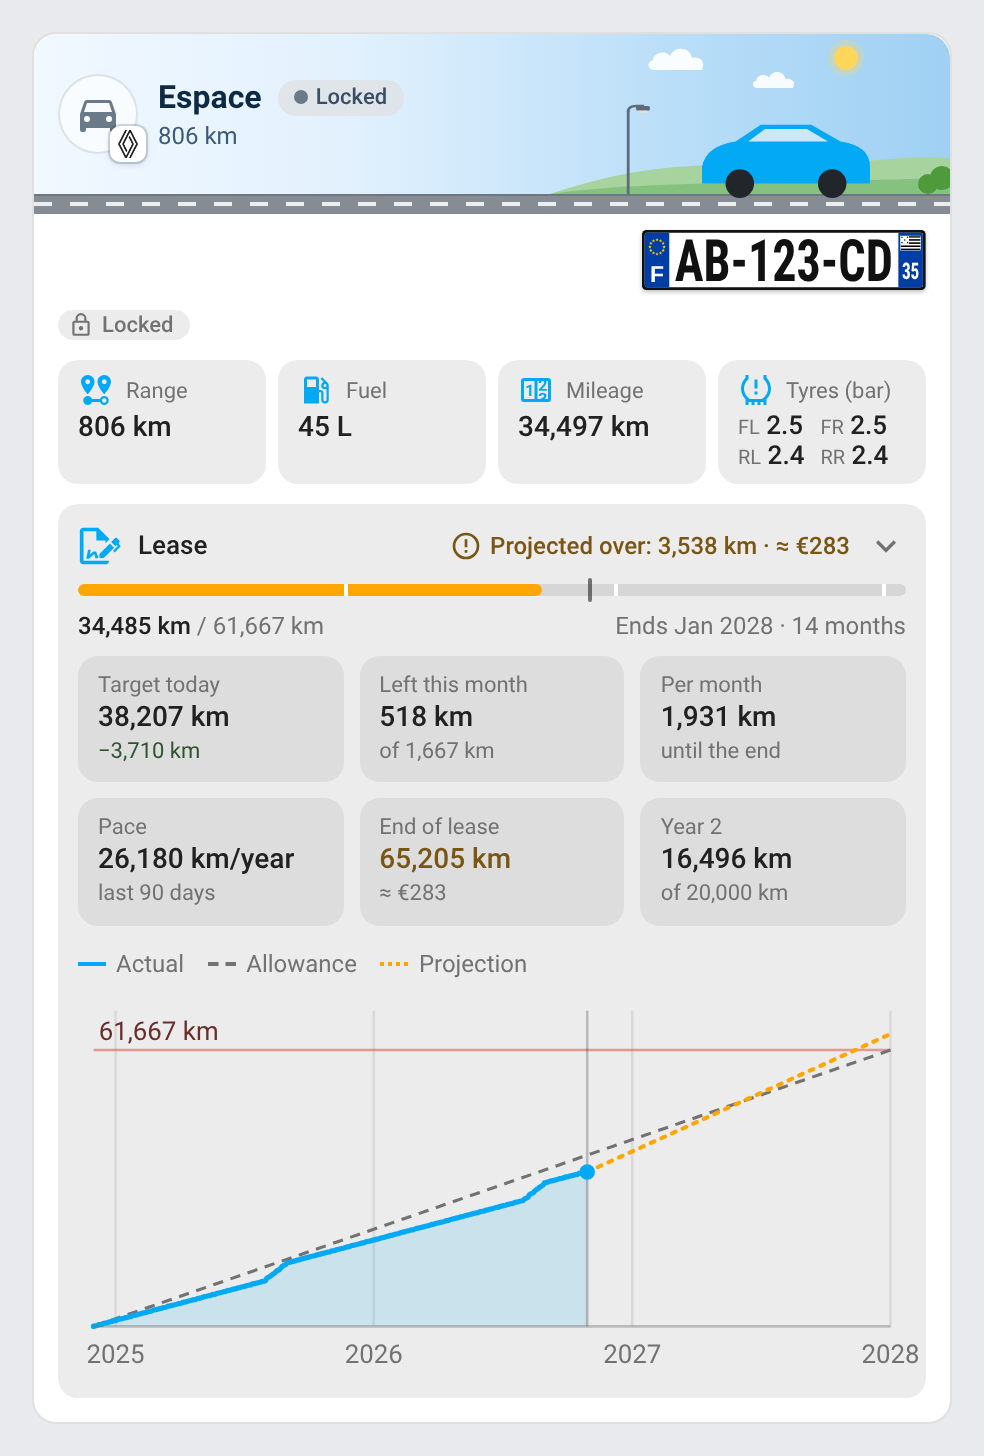 Espace
Locked
806 km
F
AB-123-CD
35
Locked
Range
806 km
Fuel
45 L
Mileage
34,497 km
Tyres (bar)
FL 2.5 FR 2.5
RL 2.4 RR 2.4
Lease
Projected over: 3,538 km · ≈ €283
34,485 km / 61,667 km
Ends Jan 2028 · 14 months
Target today
38,207 km
−3,710 km
Left this month
518 km
of 1,667 km
Per month
1,931 km
until the end
Pace
26,180 km/year
last 90 days
End of lease
65,205 km
≈ €283
Year 2
16,496 km
of 20,000 km
Actual
Allowance
Projection
61,667 km
2025
2026
2027
2028